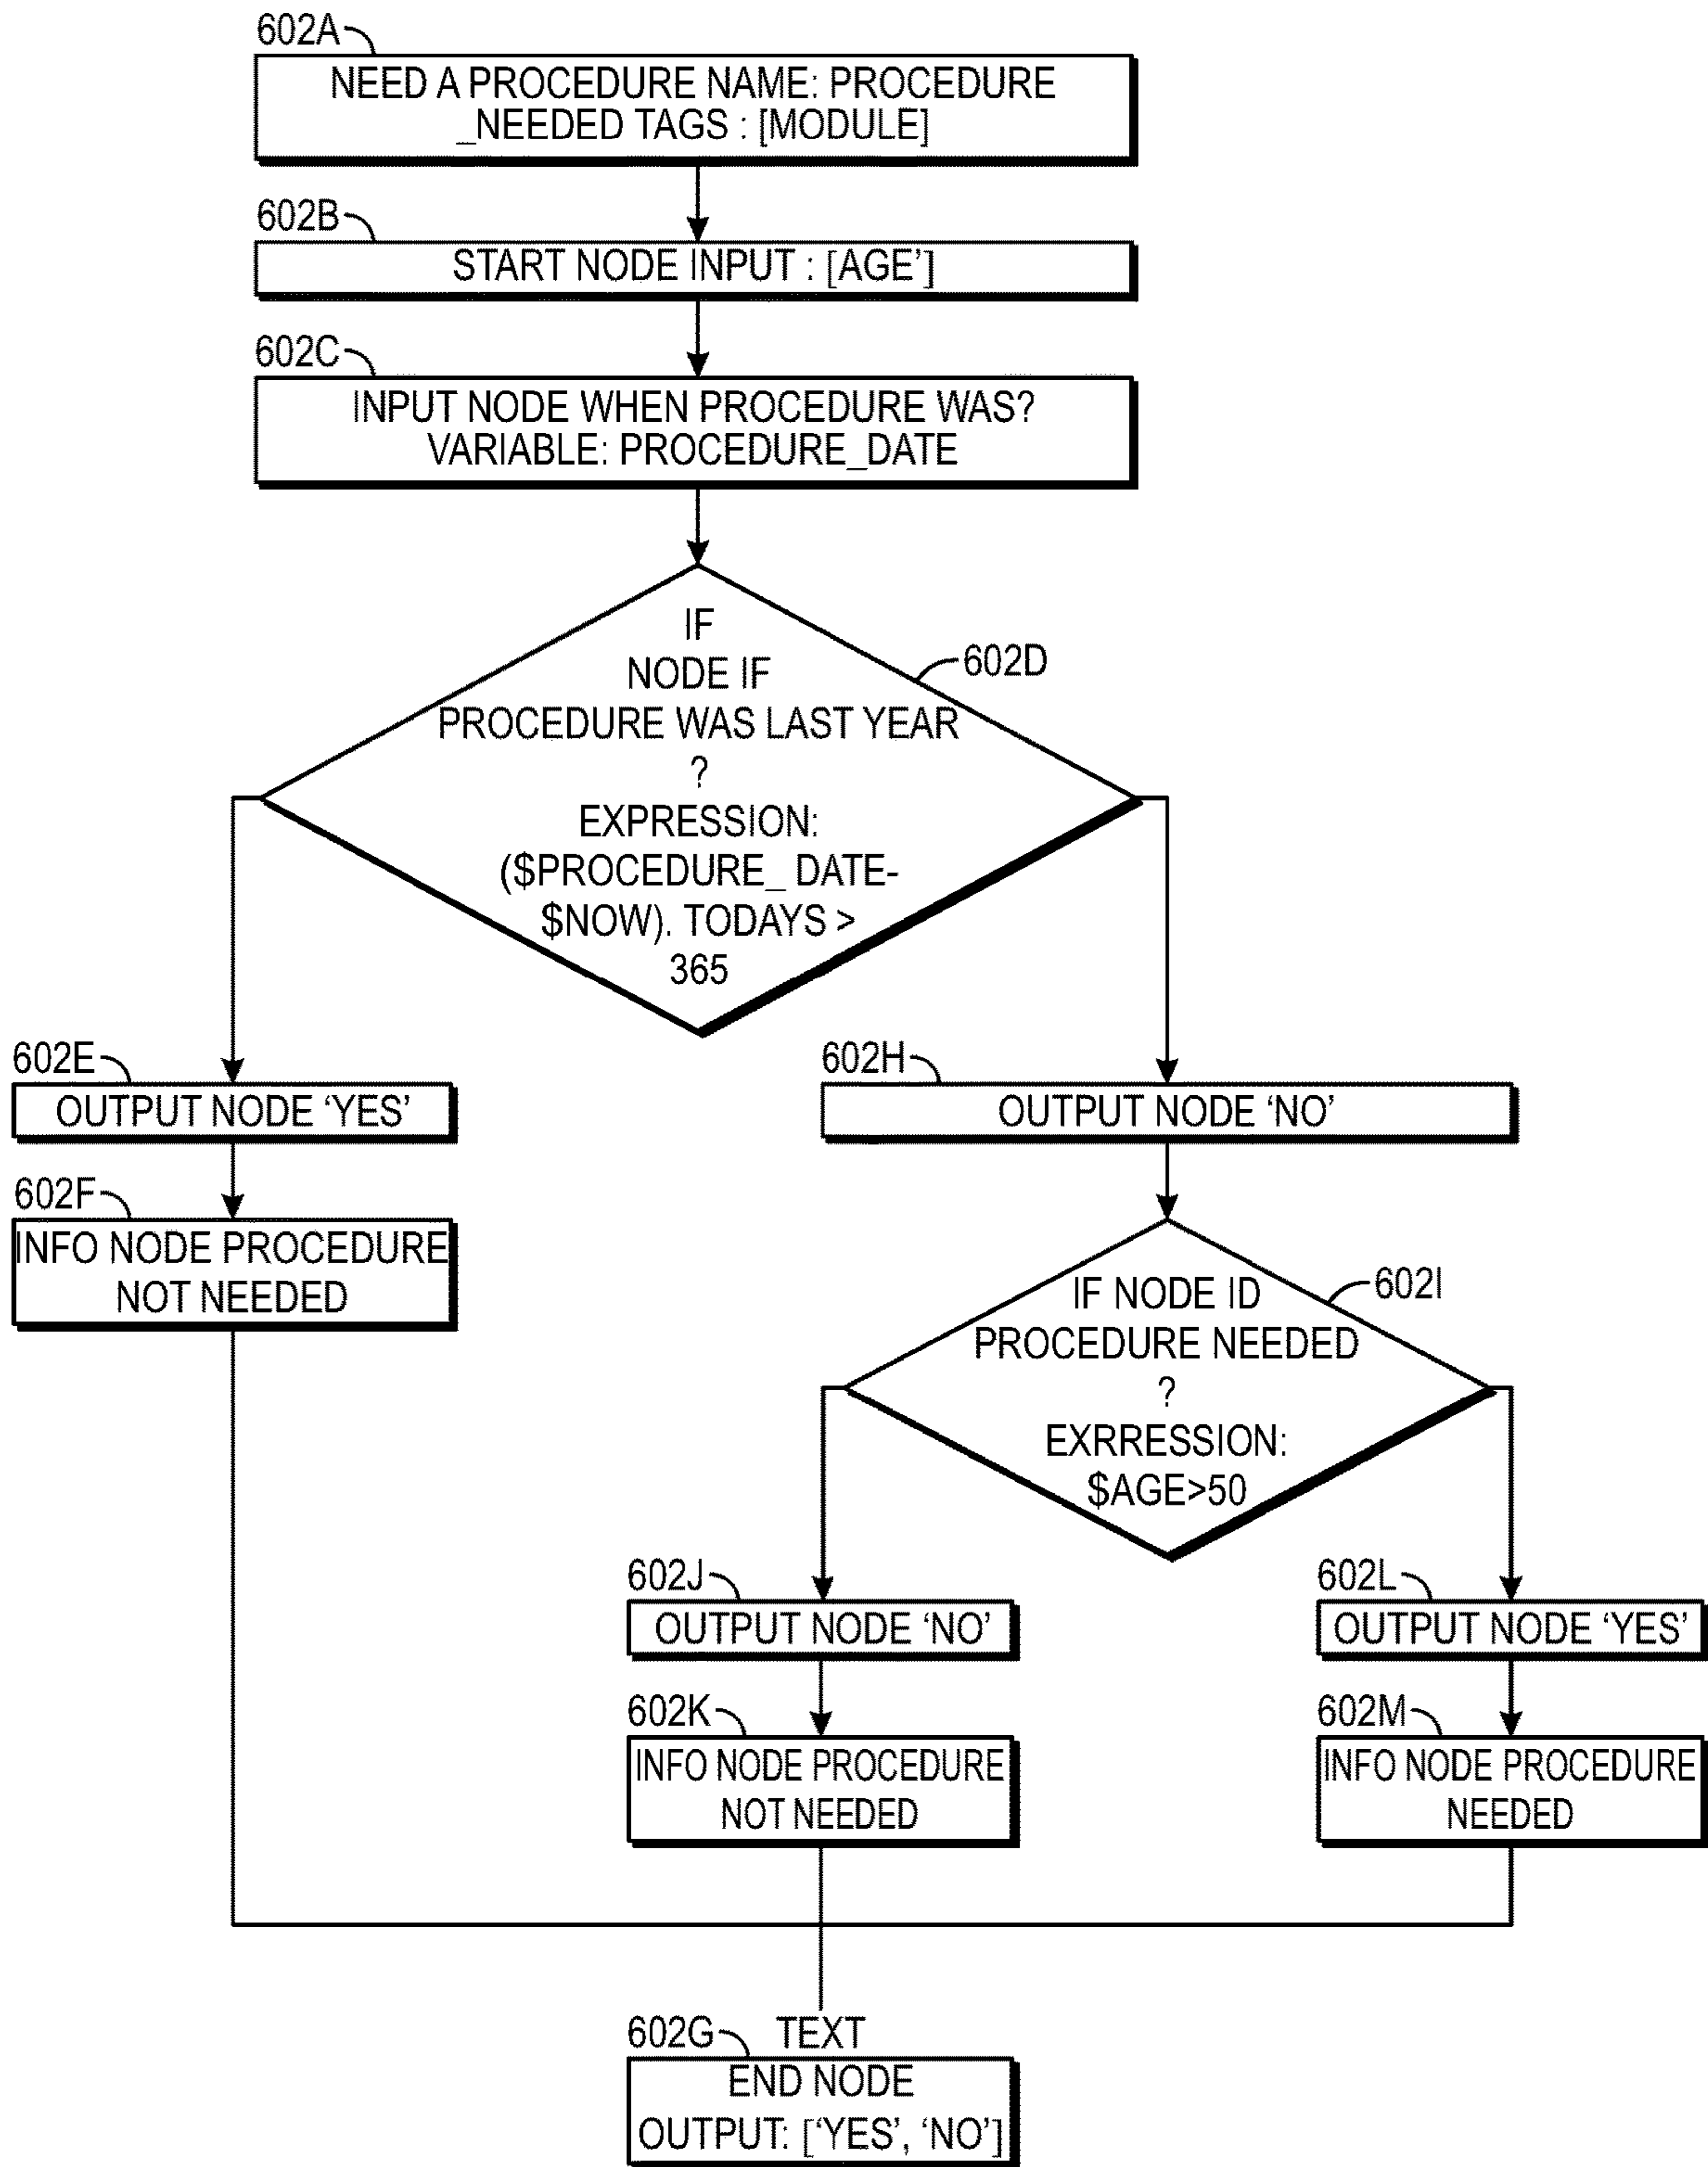 602A
NEED A PROCEDURE NAME: PROCEDURE
_NEEDED TAGS : [MODULE]
602B
START NODE INPUT : [AGE’]
602C
INPUT NODE WHEN PROCEDURE WAS?
VARIABLE: PROCEDURE_DATE
IF
NODE IF
602D
PROCEDURE WAS LAST YEAR
?
EXPRESSION:
($PROCEDURE_ DATE-
$NOW). TODAYS >
365
602E
OUTPUT NODE ‘YES’
602H
OUTPUT NODE ‘NO’
602F
INFO NODE PROCEDURE
NOT NEEDED
IF NODE ID
602I
PROCEDURE NEEDED
?
EXRRESSION:
$AGE>50
602J
OUTPUT NODE ‘NO’
602L
OUTPUT NODE ‘YES’
602K
INFO NODE PROCEDURE
NOT NEEDED
602M
INFO NODE PROCEDURE
NEEDED
602G
TEXT
END NODE
OUTPUT: [‘YES’, ‘NO’]